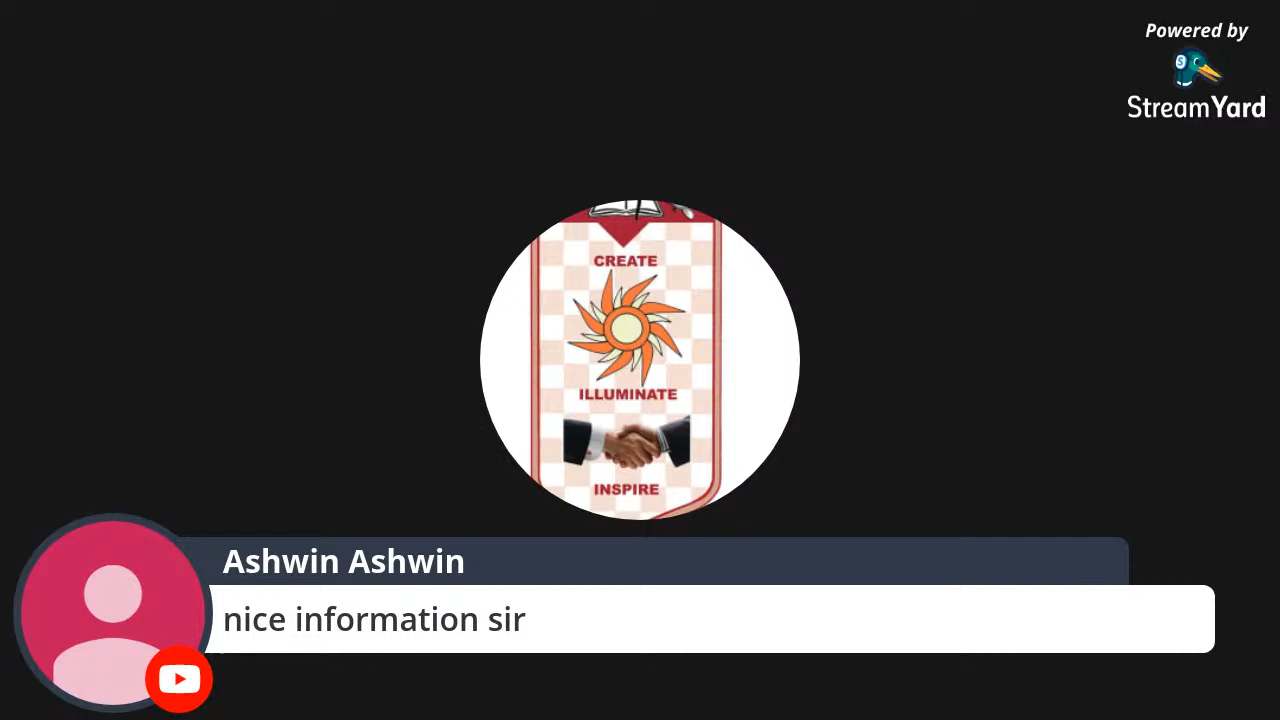 Powered by
StreamYard
CREATE
ILLUMINATE
INSPIRE
Ashwin Ashwin
nice information sir